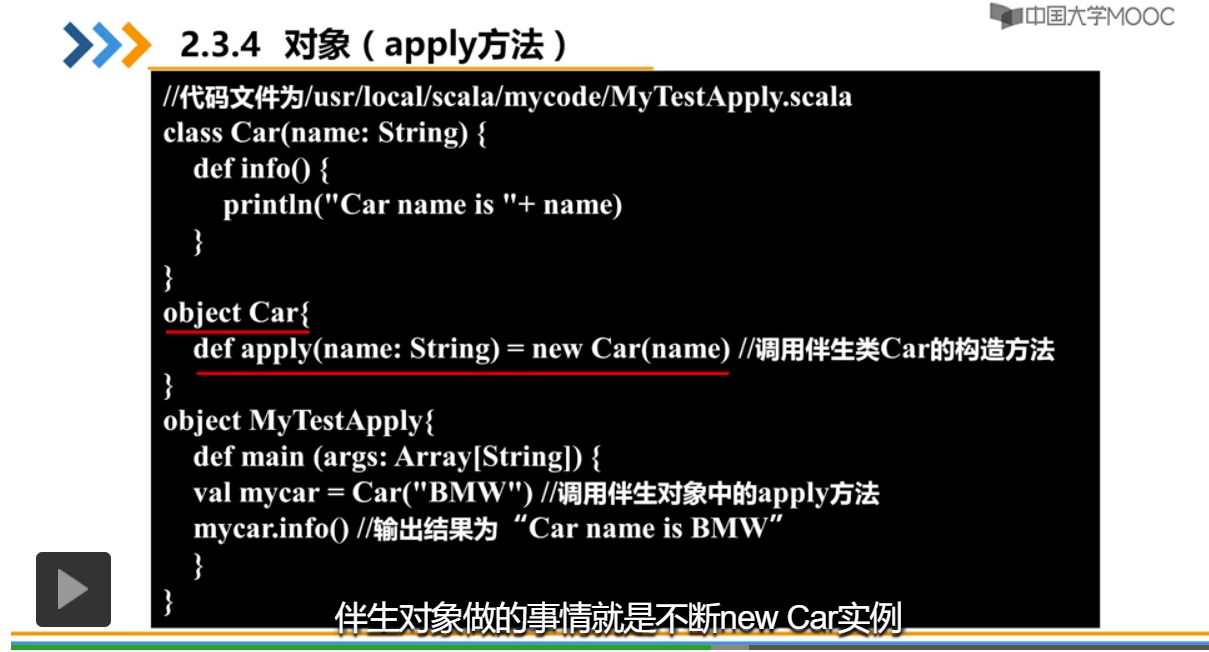 中国大学MOOC
2.3.4 对象（apply方法）
//代码文件为/usr/local/scala/mycode/MyTestApply.scala
class Car(name: String) {
def info() {
println("Car name is "+ name)
}
}
object Car{
def apply(name: String) = new Car(name) //调用伴生类Car的构造方法
}
object MyTestApply{
def main (args: Array[String]) {
val mycar = Car("BMW") //调用伴生对象中的apply方法
mycar.info() //输出结果为“Car name is BMW”
}
}
伴生对象做的事情就是不断new Car实例